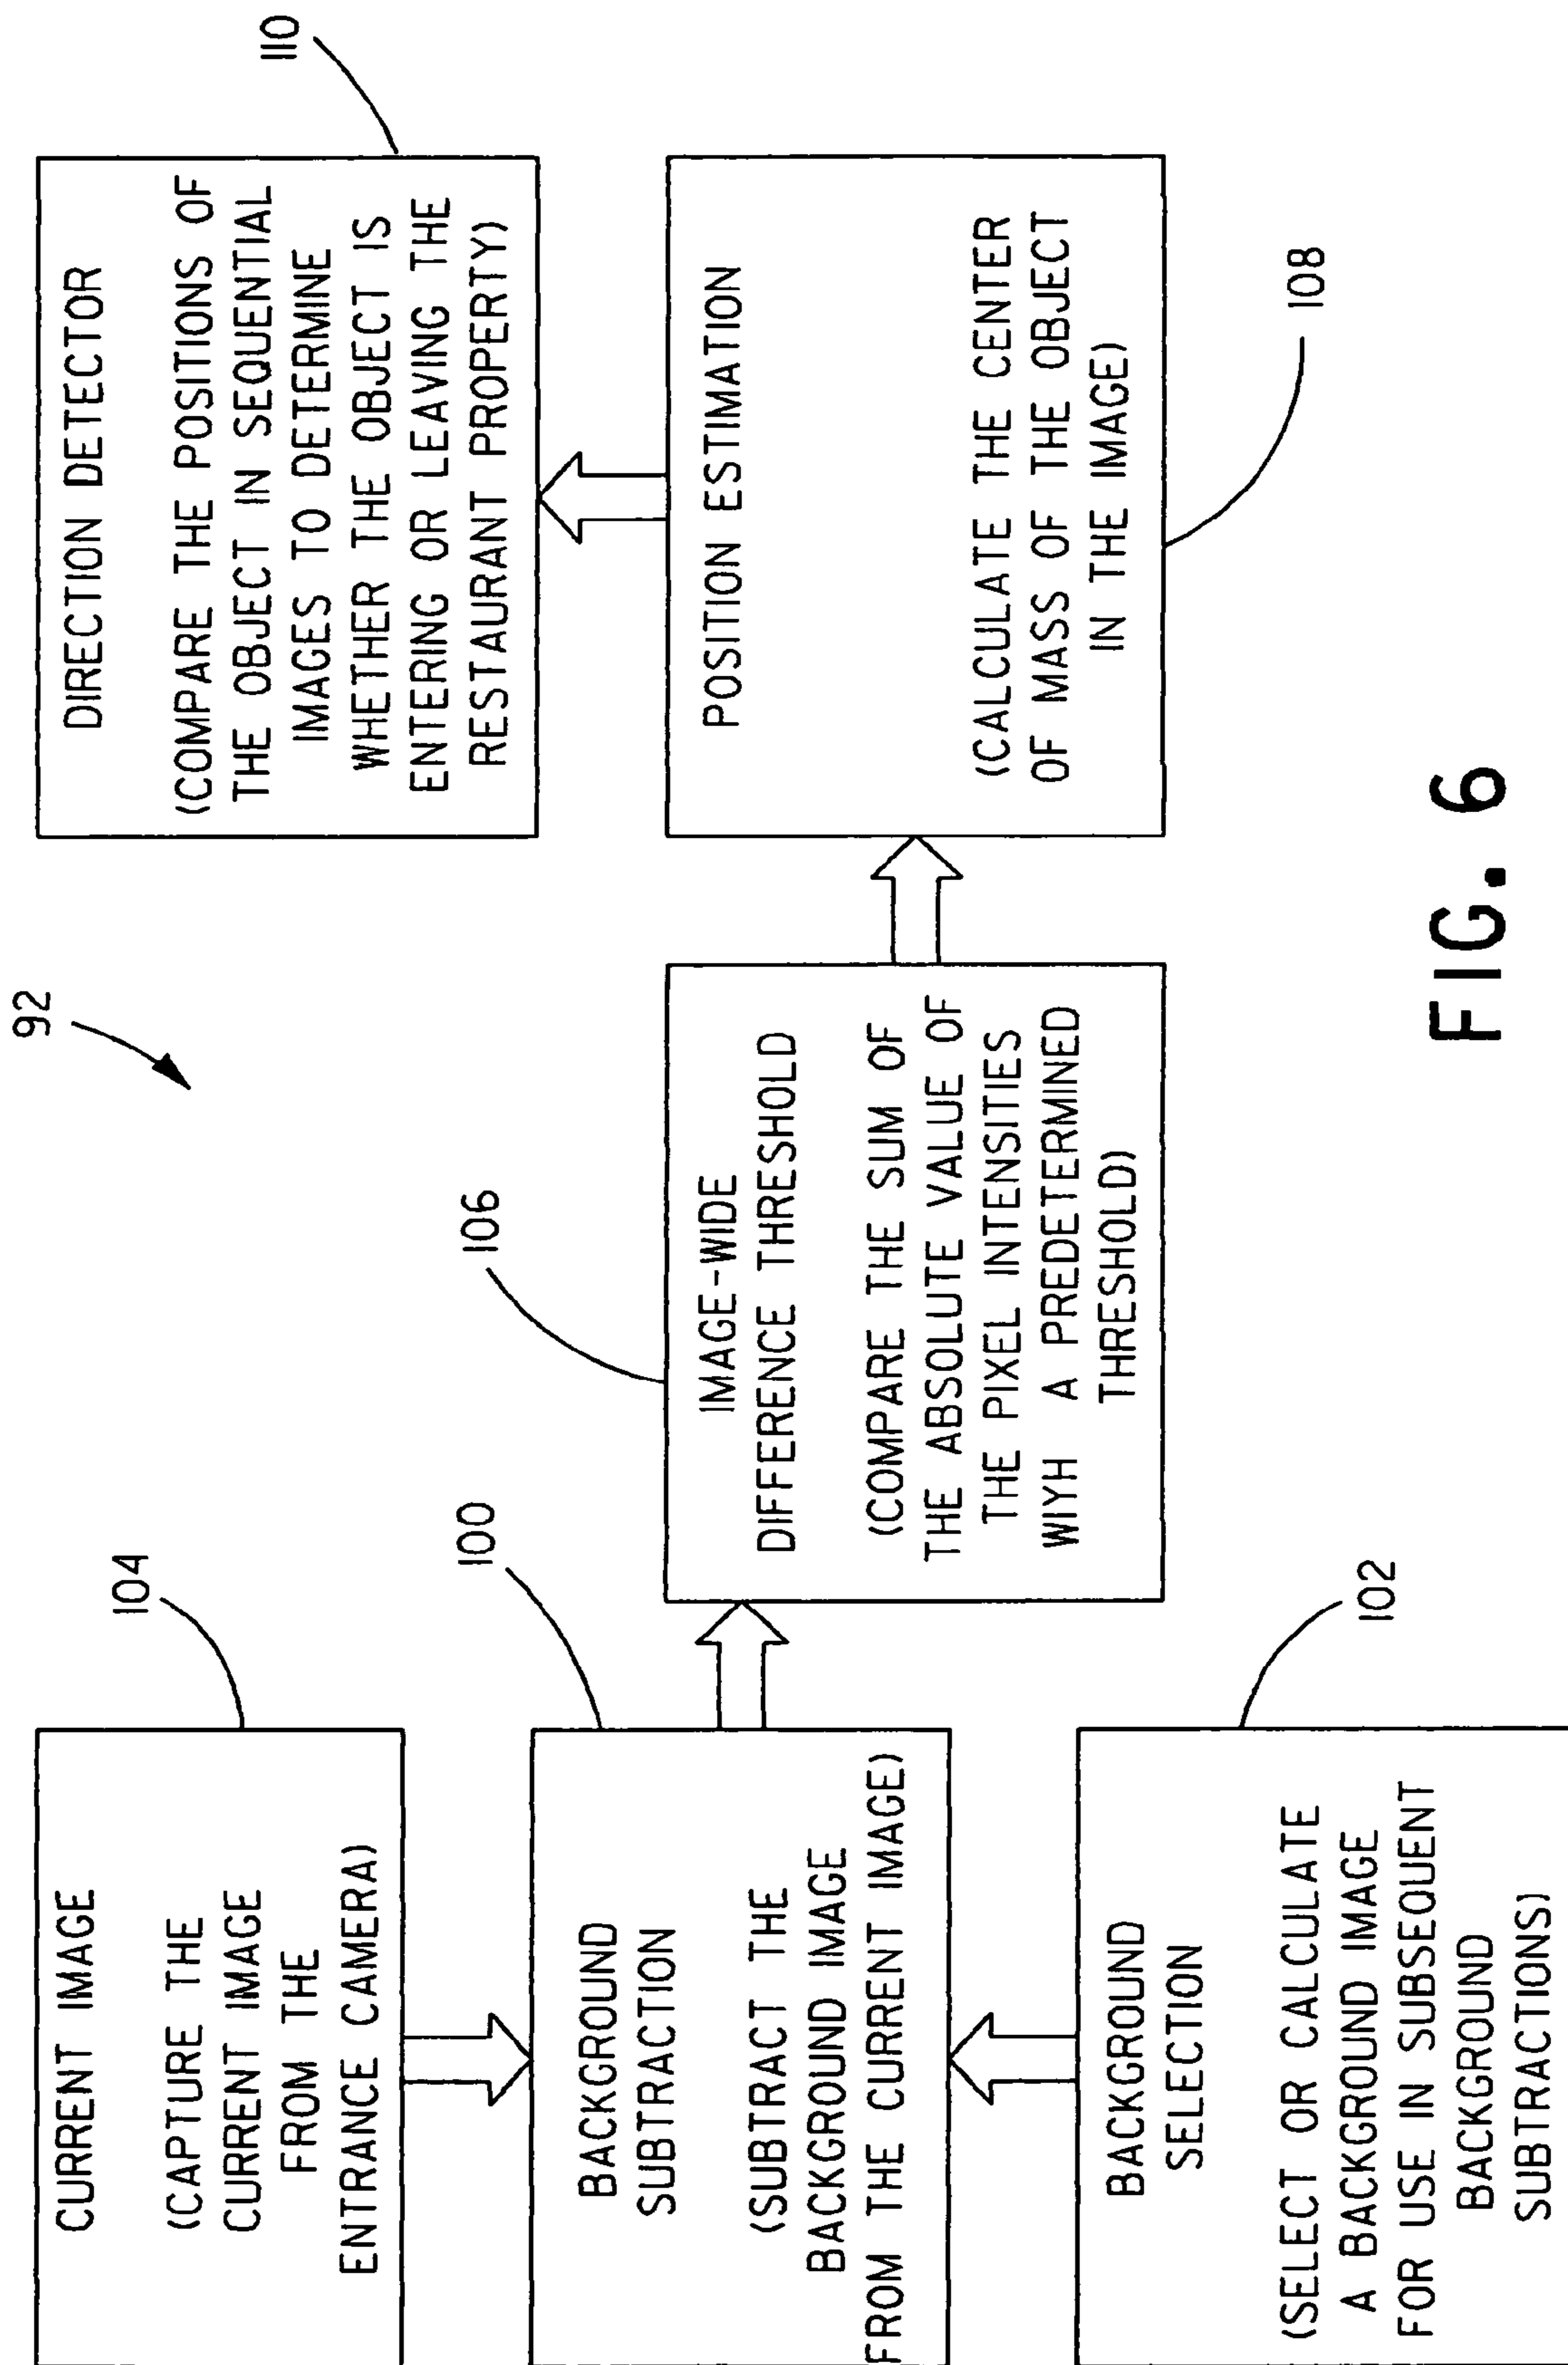 92
CURRENT IMAGE
(CAPTURE THE
CURRENT IMAGE
FROM THE
ENTRANCE CAMERA)
104
BACKGROUND
SUBTRACTION
(SUBTRACT THE
BACKGROUND IMAGE
FROM THE CURRENT IMAGE)
100
BACKGROUND
SELECTION
(SELECT OR CALCULATE
A BACKGROUND IMAGE
FOR USE IN SUBSEQUENT
BACKGROUND
SUBTRACTIONS)
102
106
IMAGE-WIDE
DIFFERENCE THRESHOLD
(COMPARE THE SUM OF
THE ABSOLUTE VALUE OF
THE PIXEL INTENSITIES
WIYH A PREDETERMINED
THRESHOLD)
DIRECTION DETECTOR
(COMPARE THE POSITIONS OF
THE OBJECT IN SEQUENTIAL
IMAGES TO DETERMINE
WHETHER THE OBJECT IS
ENTERING OR LEAVING THE
RESTAURANT PROPERTY)
110
POSITION ESTIMATION
(CALCULATE THE CENTER
OF MASS OF THE OBJECT
IN THE IMAGE)
108
FIG. 6